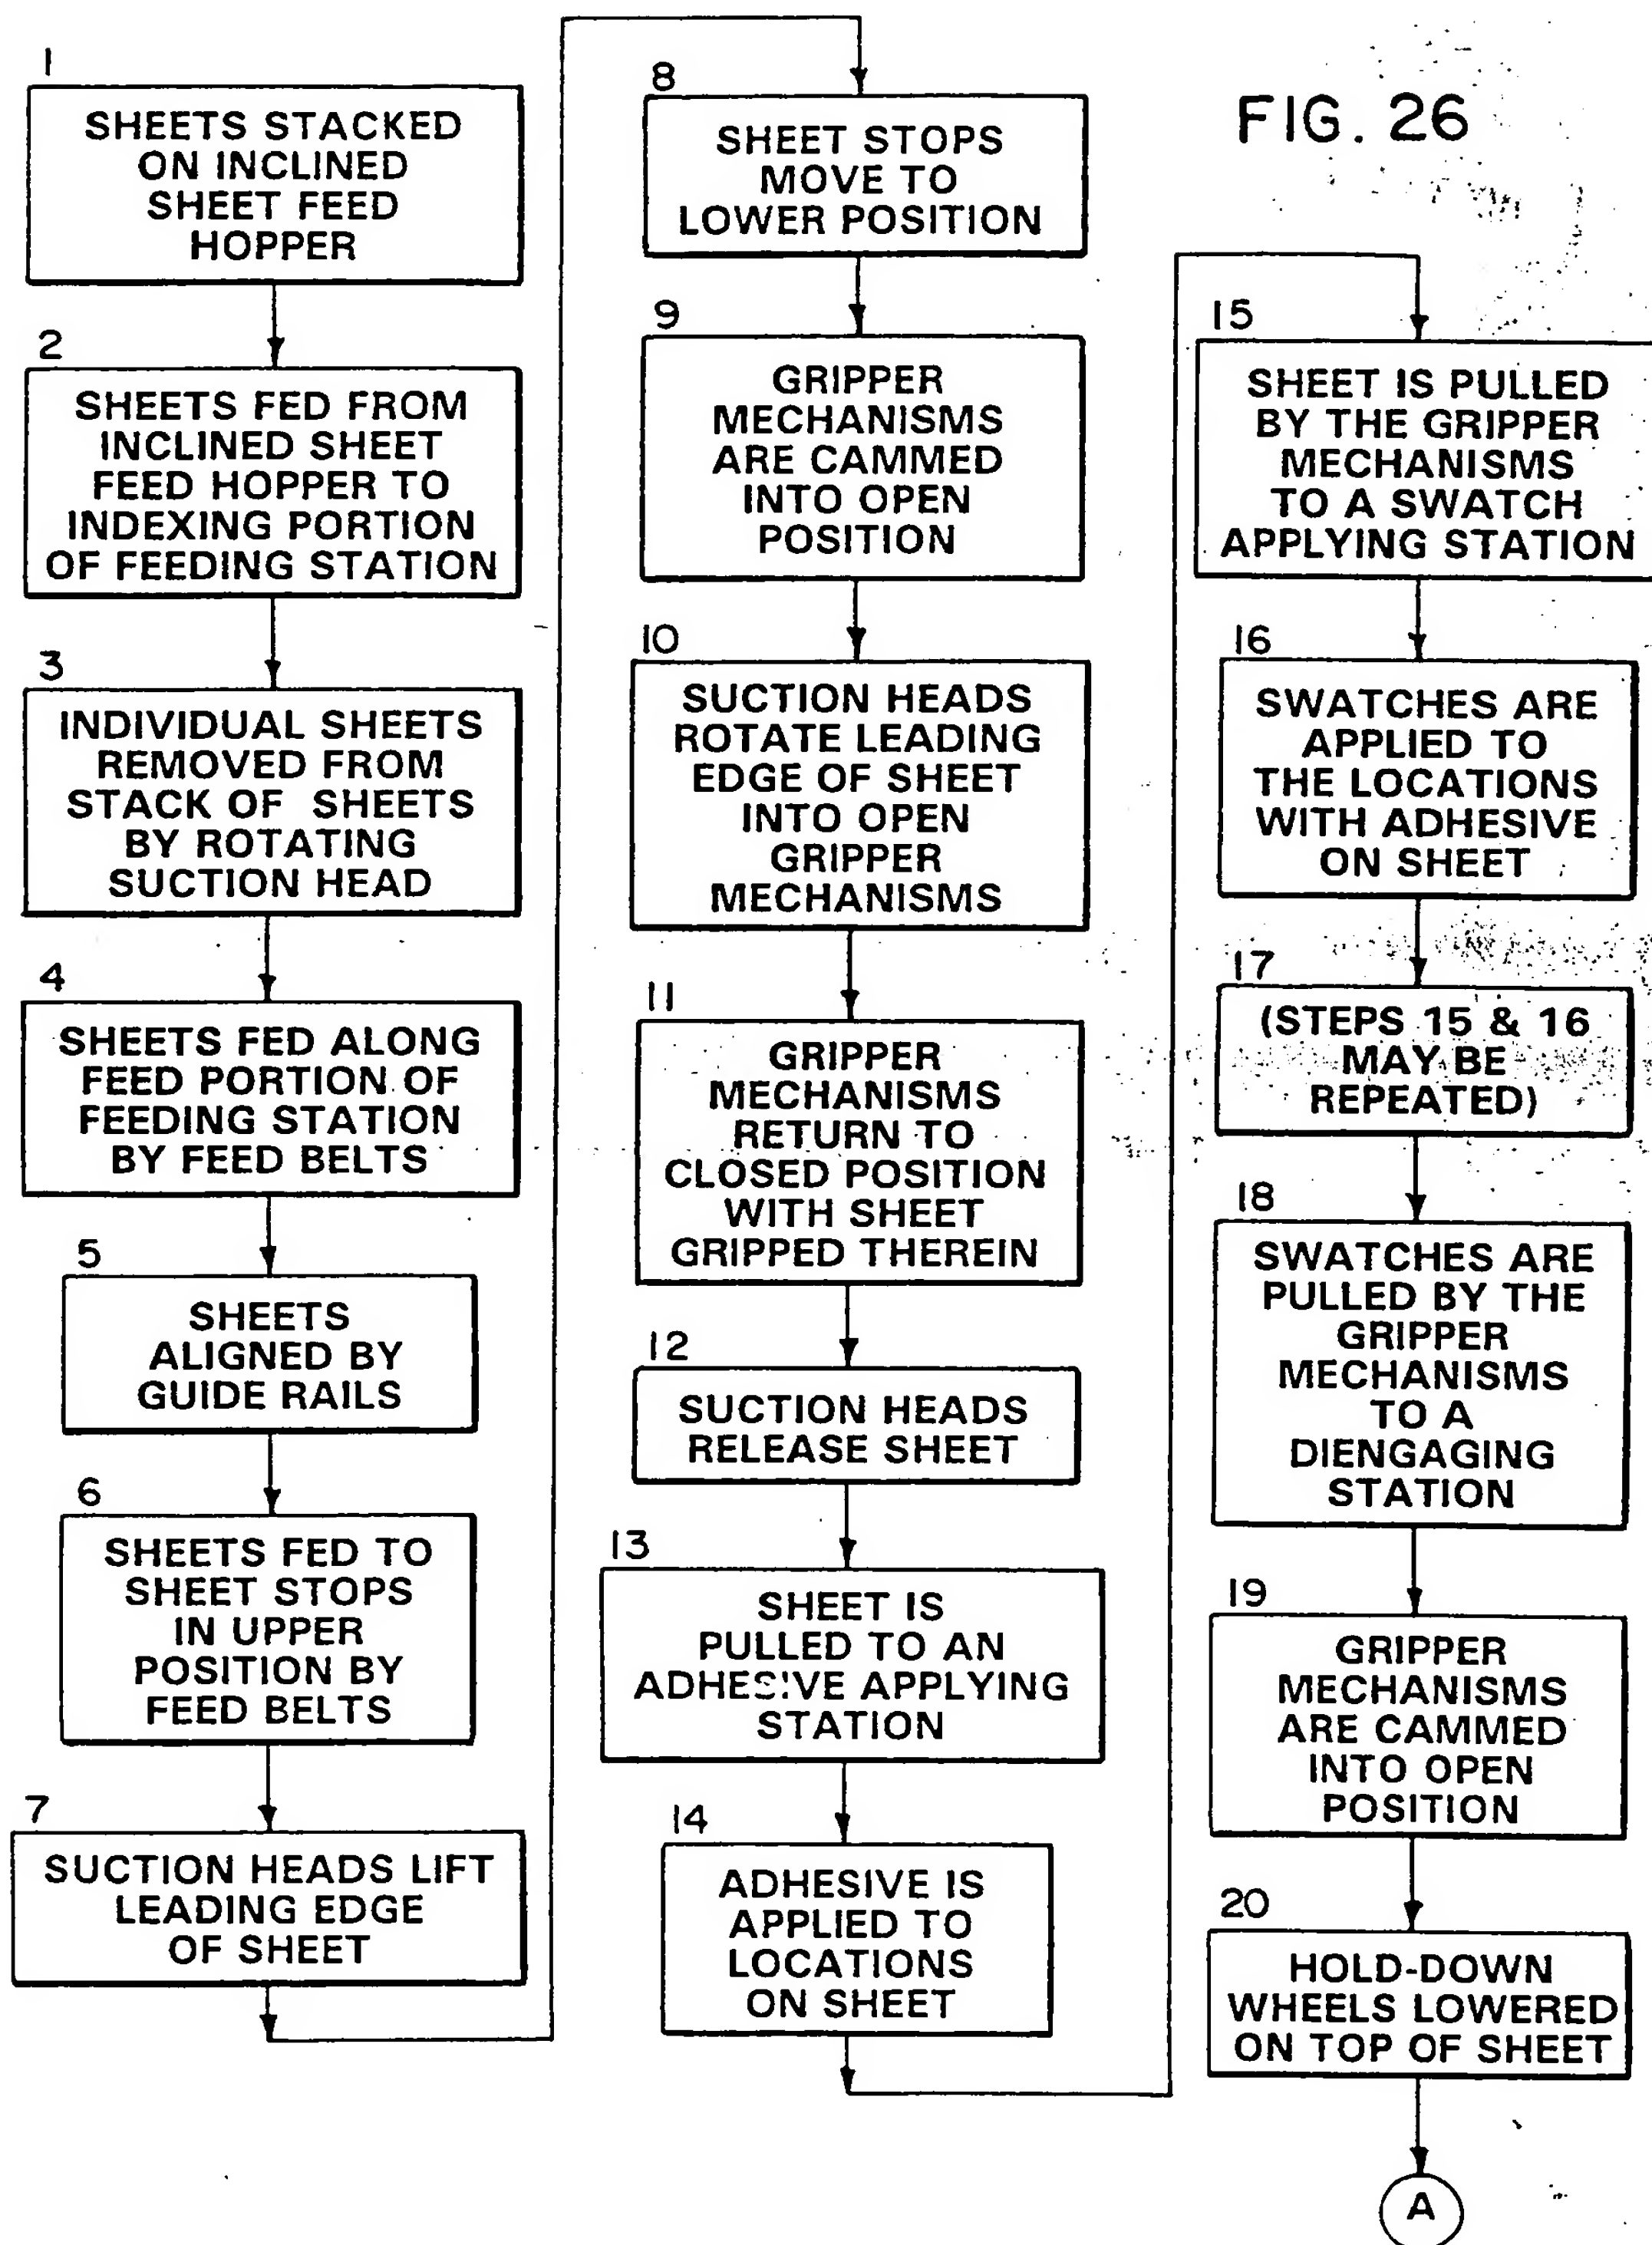 1
SHEETS STACKED
ON INCLINED
SHEET FEED
HOPPER
2
SHEETS FED FROM
INCLINED SHEET
FEED HOPPER TO
INDEXING PORTION
OF FEEDING STATION
3
INDIVIDUAL SHEETS
REMOVED FROM
STACK OF SHEETS
BY ROTATING
SUCTION HEAD
4
SHEETS FED ALONG
FEED PORTION OF
FEEDING STATION
BY FEED BELTS
5
SHEETS
ALIGNED BY
GUIDE RAILS
6
SHEETS FED TO
SHEET STOPS
IN UPPER
POSITION BY
FEED BELTS
7
SUCTION HEADS LIFT
LEADING EDGE
OF SHEET
8
SHEET STOPS
MOVE TO
LOWER POSITION
9
GRIPPER
MECHANISMS
ARE CAMMED
INTO OPEN
POSITION
10
SUCTION HEADS
ROTATE LEADING
EDGE OF SHEET
INTO OPEN
GRIPPER
MECHANISMS
11
GRIPPER
MECHANISMS
RETURN TO
CLOSED POSITION
WITH SHEET
GRIPPED THEREIN
12
SUCTION HEADS
RELEASE SHEET
13
SHEET IS
PULLED TO AN
ADHESIVE APPLYING
STATION
14
ADHESIVE IS
APPLIED TO
LOCATIONS
ON SHEET
FIG. 26
15
SHEET IS PULLED
BY THE GRIPPER
MECHANISMS
TO A SWATCH
APPLYING STATION
16
SWATCHES ARE
APPLIED TO
THE LOCATIONS
WITH ADHESIVE
ON SHEET
17
(STEPS 15 & 16
MAY BE
REPEATED)
18
SWATCHES ARE
PULLED BY THE
GRIPPER
MECHANISMS
TO A
DIENGAGING
STATION
19
GRIPPER
MECHANISMS
ARE CAMMED
INTO OPEN
POSITION
20
HOLD-DOWN
WHEELS LOWERED
ON TOP OF SHEET
A